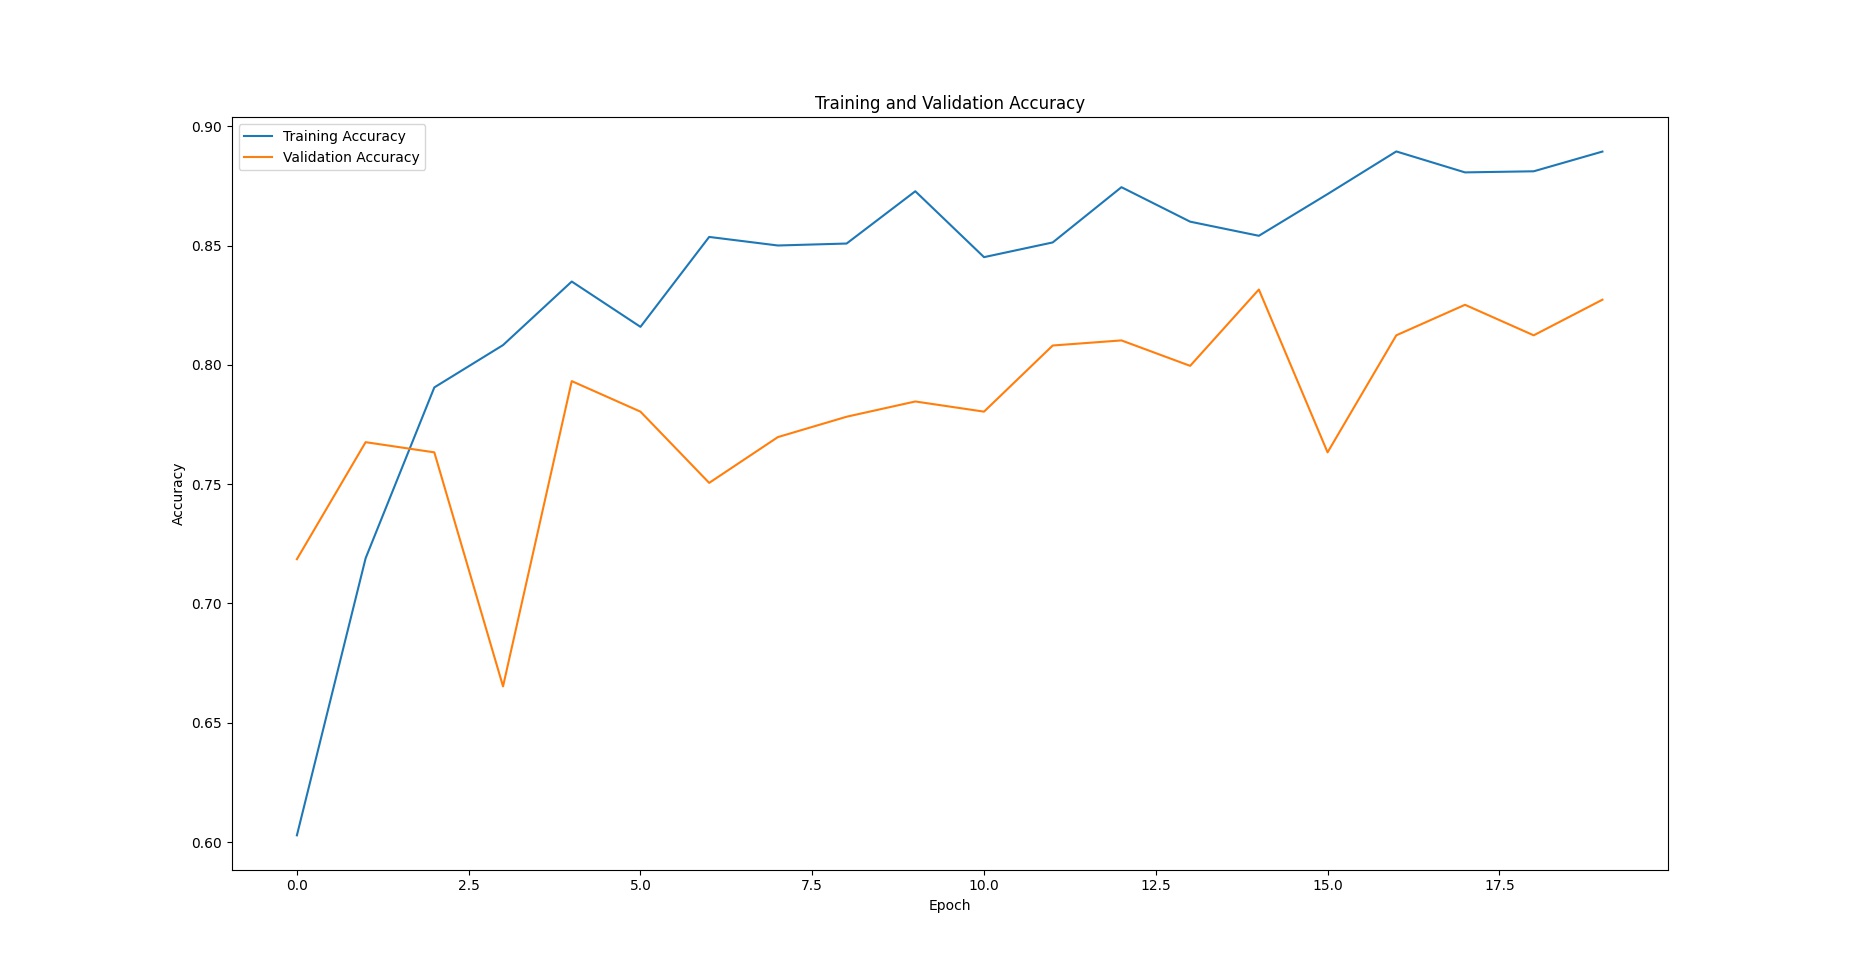 Training and Validation Accuracy
Training Accuracy
Validation Accuracy
0.90
0.85
0.80
0.75
0.70
0.65
0.60
Accuracy
0.0 2.5 5.0 7.5 10.0 12.5 15.0 17.5
Epoch